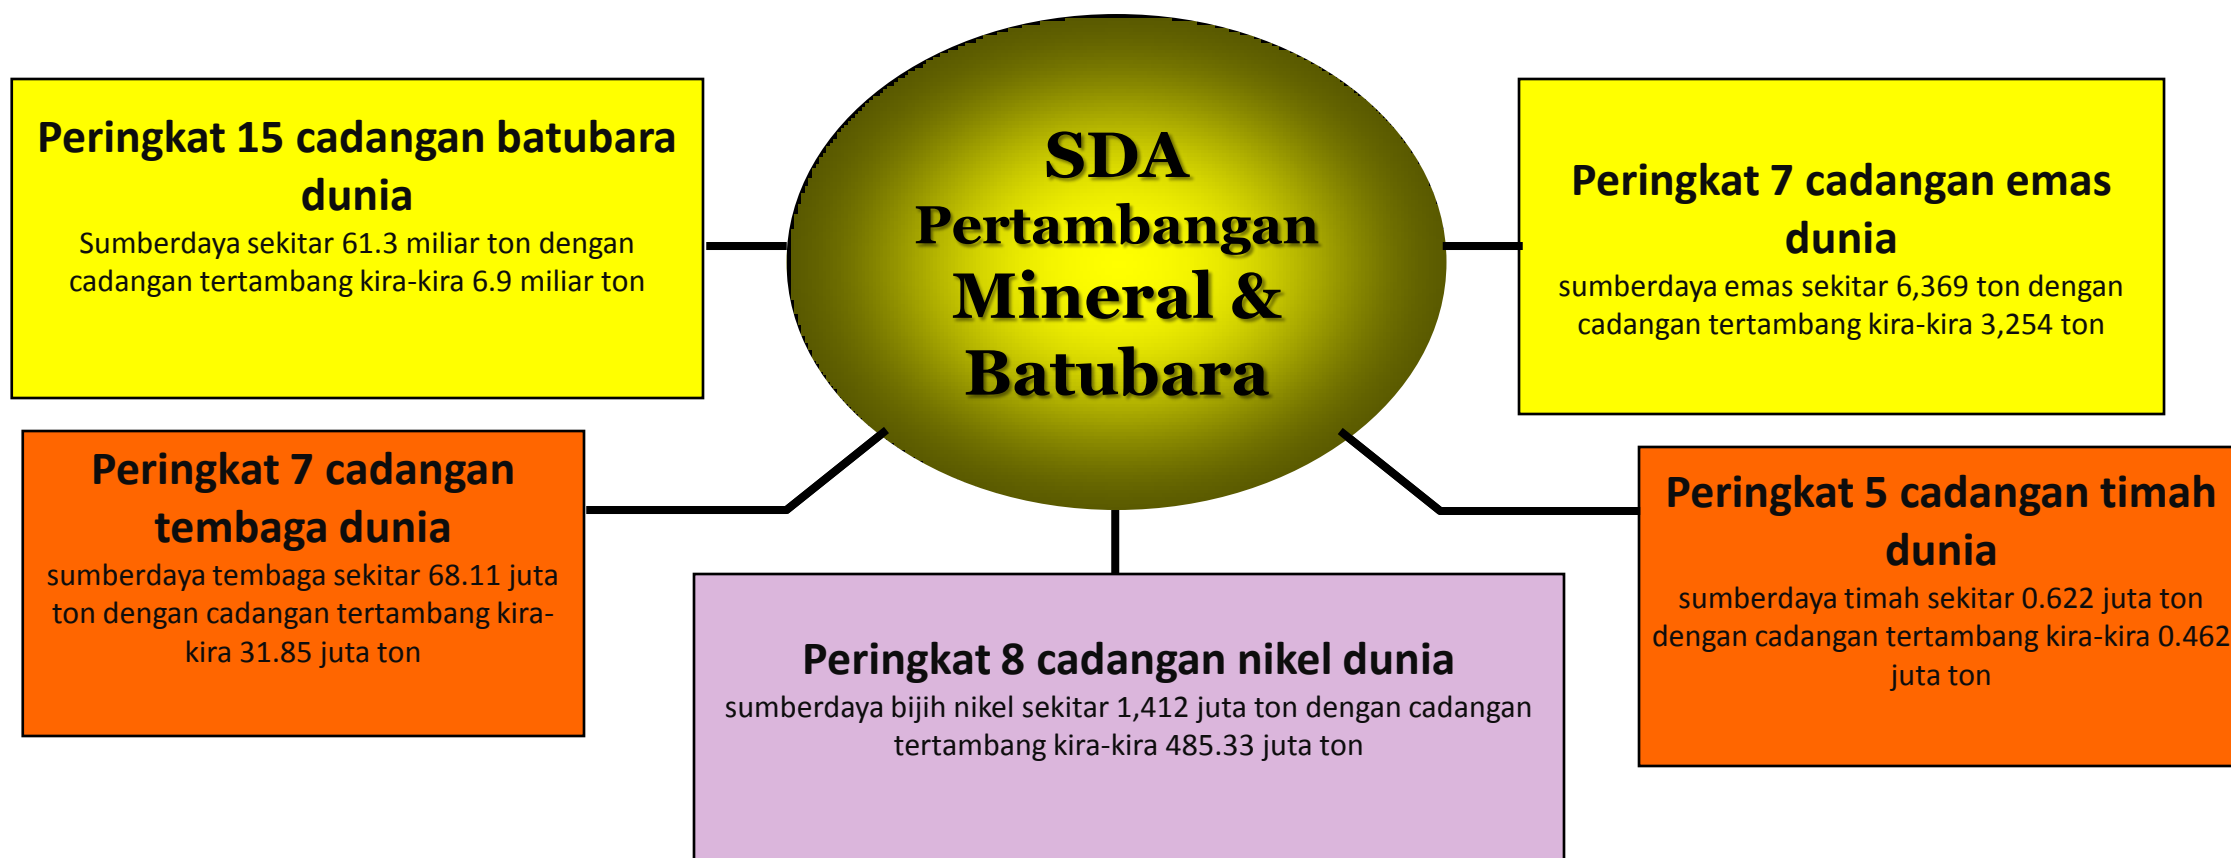 SDA
Pertambangan
Mineral &
Batubara
Peringkat 15 cadangan batubara
dunia
Sumberdaya sekitar 61.3 miliar ton dengan
cadangan tertambang kira-kira 6.9 miliar ton
Peringkat 7 cadangan emas
dunia
sumberdaya emas sekitar 6,369 ton dengan
cadangan tertambang kira-kira 3,254 ton
Peringkat 7 cadangan
tembaga dunia
sumberdaya tembaga sekitar 68.11 juta
ton dengan cadangan tertambang kira-
kira 31.85 juta ton
Peringkat 8 cadangan nikel dunia
sumberdaya bijih nikel sekitar 1,412 juta ton dengan cadangan
tertambang kira-kira 485.33 juta ton
Peringkat 5 cadangan timah
dunia
sumberdaya timah sekitar 0.622 juta ton
dengan cadangan tertambang kira-kira 0.462
juta ton